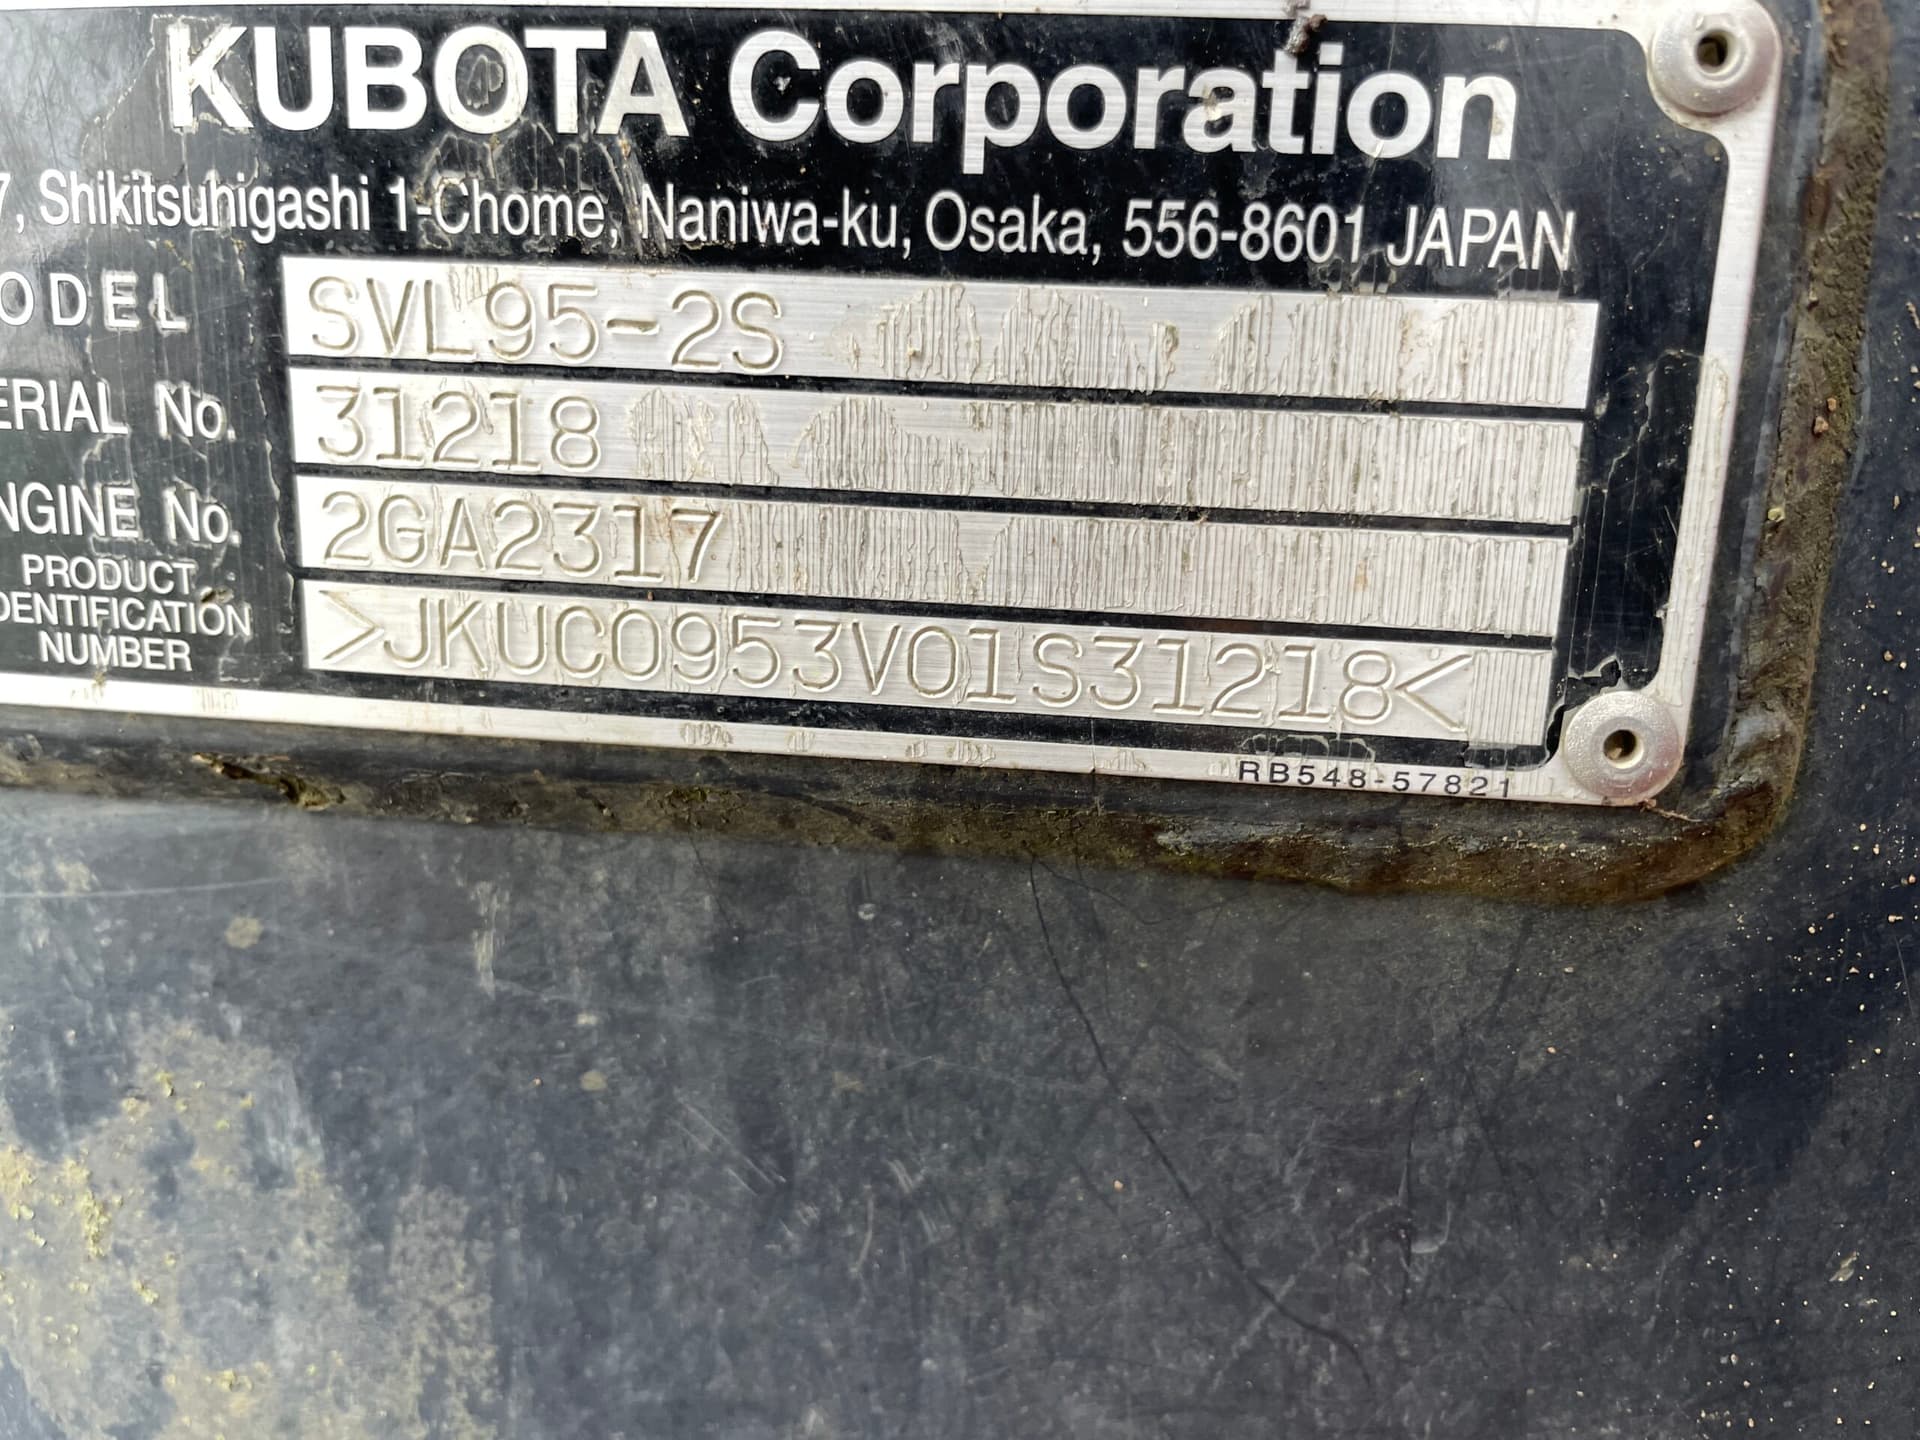 KUBOTA Corporation
7, Shikitsuhigashi 1-Chome, Naniwa-ku, Osaka, 556-8601 JAPAN
ODEL SVL95-2S
ERIAL No. 31218
NGINE No. 2GA2317
PRODUCT
DENTIFICATION
NUMBER
>JKUC0953V01S31218<
RB548-57821